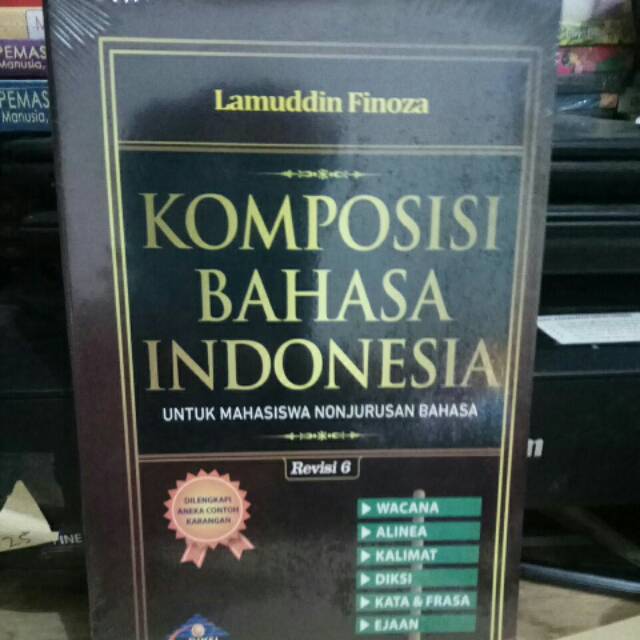 Lamuddin Finoza
KOMPOSISI
BAHASA
INDONESIA
UNTUK MAHASISWA NONJURUSAN BAHASA
Revisi 6
DILENGKAPI
ANEKA CONTOH
KARANGAN
WACANA
ALINEA
KALIMAT
DIKSI
KATA & FRASA
EJAAN
PEMAS
Manusia,
PEMAS
Manusia,
25